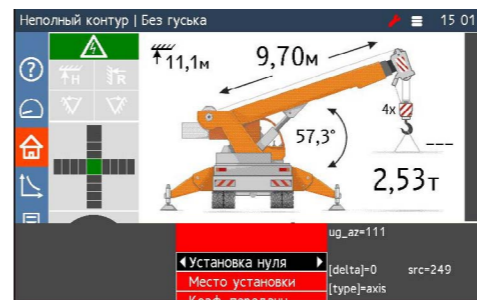 Неполный контур | Без гуська
15 01
?
H
R
11,1м
9,70м
4x
57,3°
---
2,53т
ug_az=111
Установка нуля
[delta]=0 src=249
Место установки
[type]=axis